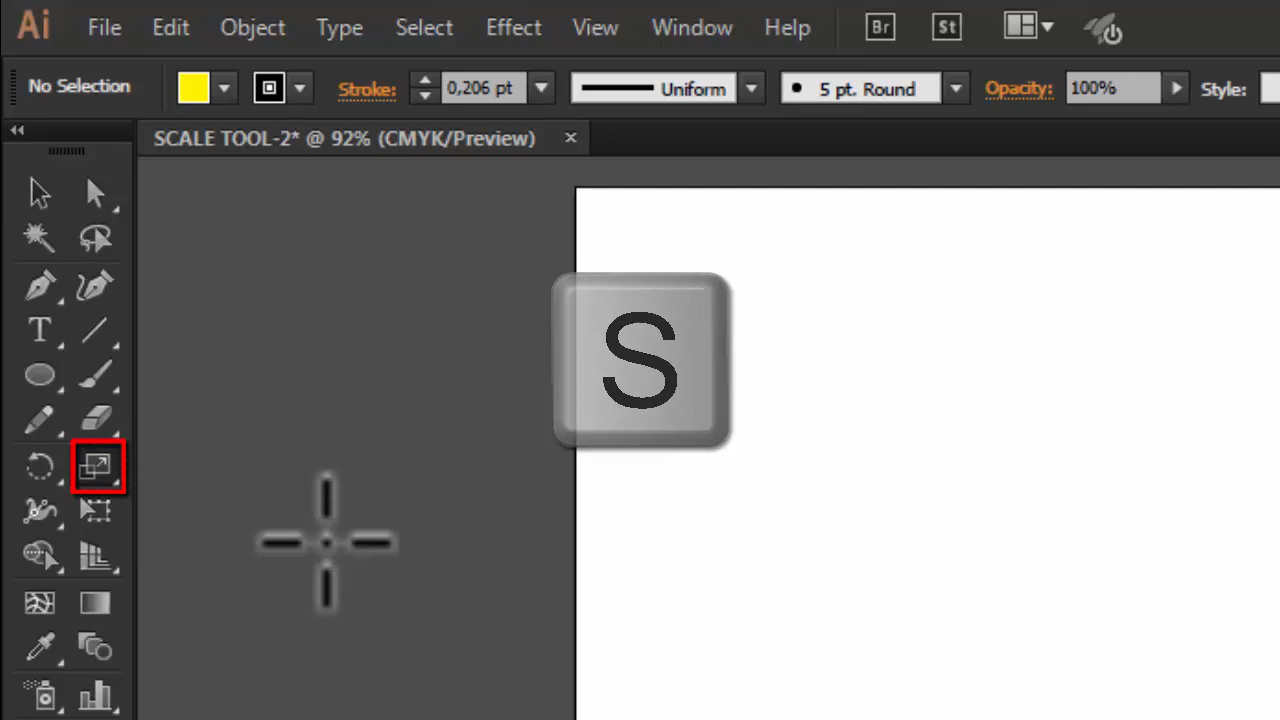 Ai File Edit Object Type Select Effect View Window Help Br St
No Selection Stroke: 0,206 pt Uniform 5 pt. Round Opacity: 100% Style:
SCALE TOOL-2* @ 92% (CMYK/Preview) ×
S
T